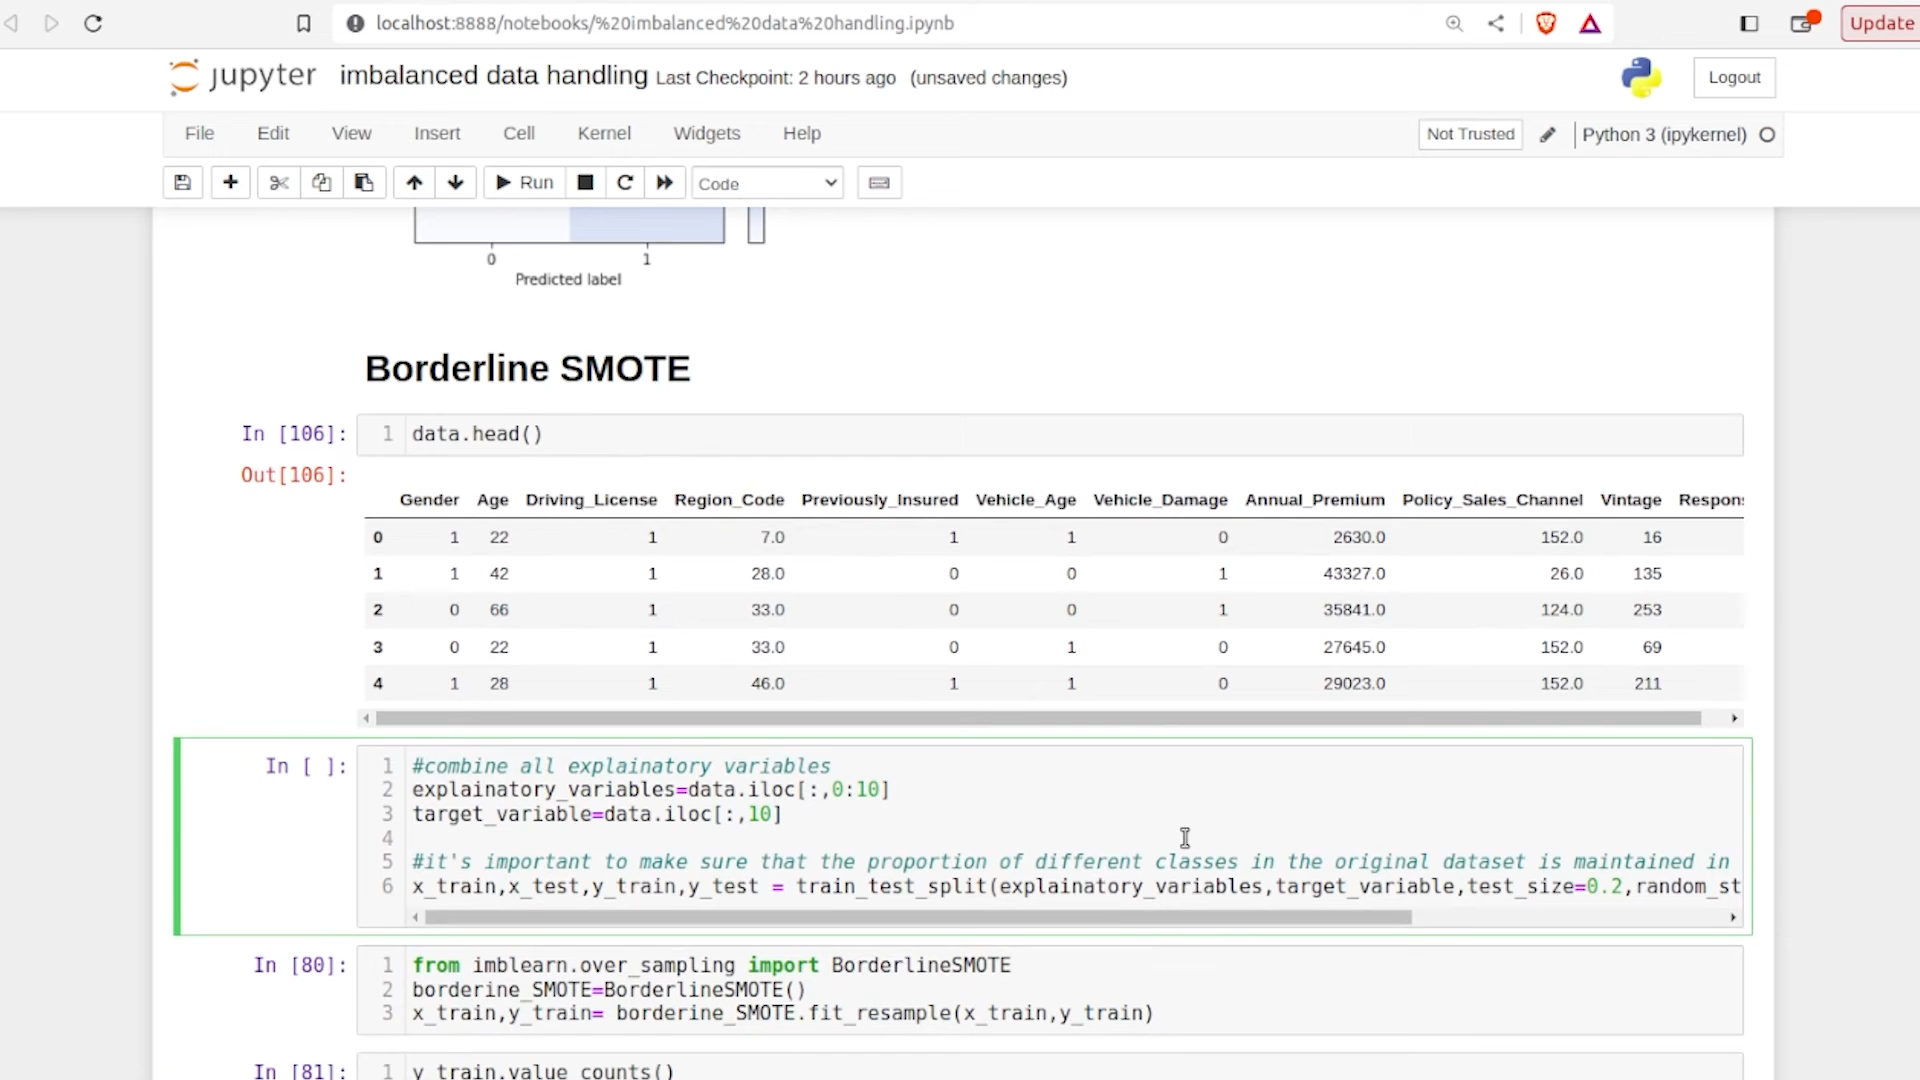 localhost:8888/notebooks/%20imbalanced%20data%20handling.ipynb
Update
jupyter imbalanced data handling Last Checkpoint: 2 hours ago (unsaved changes)
Logout
File Edit View Insert Cell Kernel Widgets Help
Not Trusted
Python 3 (ipykernel)
Run
Code
0 1
Predicted label
Borderline SMOTE
In [106]: 1 data.head()
Out[106]:
Gender Age Driving_License Region_Code Previously_Insured Vehicle_Age Vehicle_Damage Annual_Premium Policy_Sales_Channel Vintage Respon
0 1 22 1 7.0 1 1 0 2630.0 152.0 16
1 1 42 1 28.0 0 0 1 43327.0 26.0 135
2 0 66 1 33.0 0 0 1 35841.0 124.0 253
3 0 22 1 33.0 0 1 0 27645.0 152.0 69
4 1 28 1 46.0 1 1 0 29023.0 152.0 211
In [ ]: 1 #combine all explainatory variables
2 explainatory_variables=data.iloc[:,0:10]
3 target_variable=data.iloc[:,10]
4
5 #it's important to make sure that the proportion of different classes in the original dataset is maintained in
6 x_train,x_test,y_train,y_test = train_test_split(explainatory_variables,target_variable,test_size=0.2,random_st
In [80]: 1 from imblearn.over_sampling import BorderlineSMOTE
2 borderine_SMOTE=BorderlineSMOTE()
3 x_train,y_train= borderine_SMOTE.fit_resample(x_train,y_train)
In [81]: 1 y_train.value_counts()